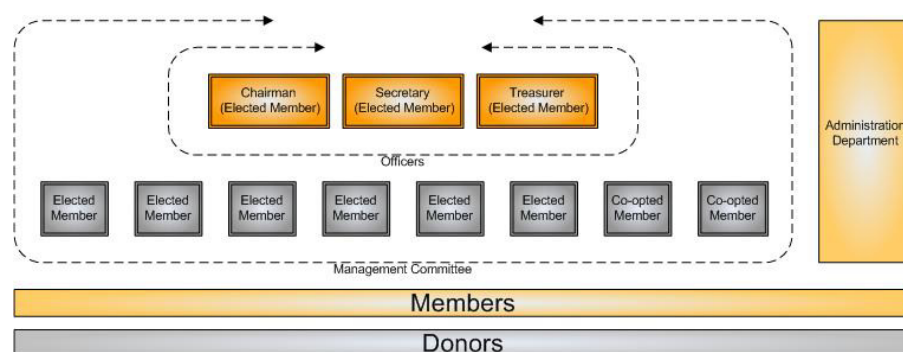 Chairman
(Elected Member)
Secretary
(Elected Member)
Treasurer
(Elected Member)
Administration
Department
Officers
Elected
Member
Elected
Member
Elected
Member
Elected
Member
Elected
Member
Elected
Member
Co-opted
Member
Co-opted
Member
Management Committee
Members
Donors